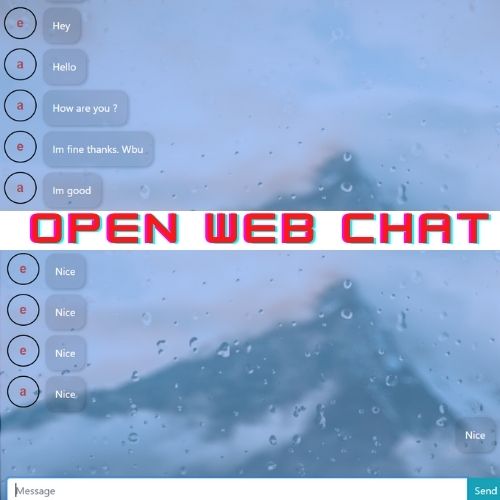 e
Hey
a
Hello
a
How are you ?
e
Im fine thanks. Wbu
a
Im good
OPEN WEB CHAT
e
Nice
e
Nice
e
Nice
a
Nice
Nice
Message
Send